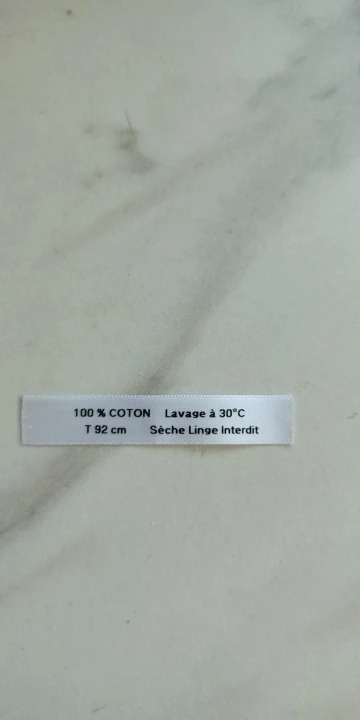 100 % COTON Lavage à 30°C
T 92 cm Sèche Linge Interdit